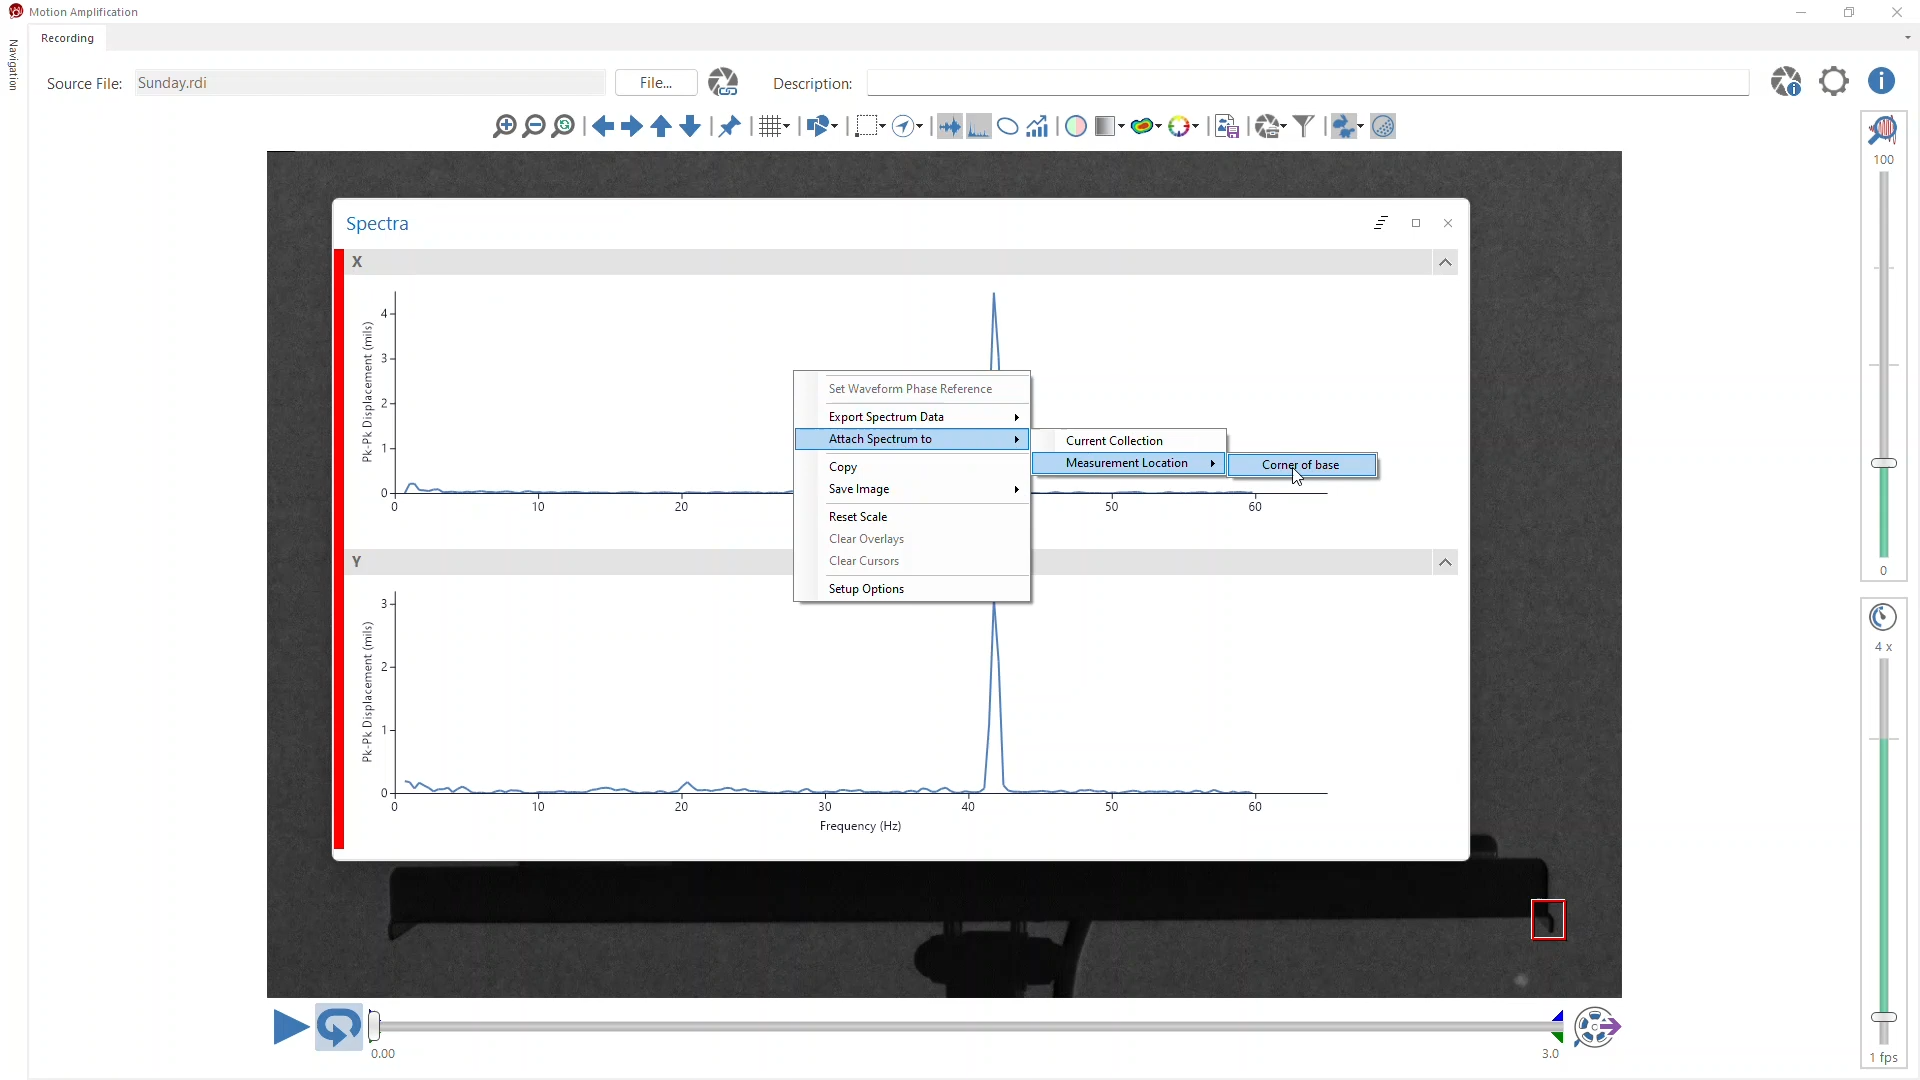 Motion Amplification
Recording
Navigation
Source File: Sunday.rdi File... Description:
100
Spectra
X
Pk-Pk Displacement (mils)
4
3
2
1
0
0 10 20 50 60
Set Waveform Phase Reference
Export Spectrum Data
Attach Spectrum to
Copy
Save Image
Reset Scale
Clear Overlays
Clear Cursors
Setup Options
Current Collection
Measurement Location
Corner of base
Y
Pk-Pk Displacement (mils)
3
2
1
0
0 10 20 30 40 50 60
Frequency (Hz)
0
4 x
0.00 3.0
1 fps